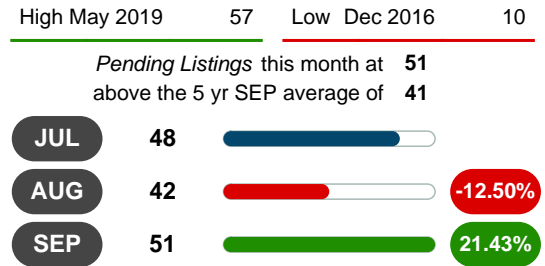 High May 2019 57 Low Dec 2016 10
Pending Listings this month at 51
above the 5 yr SEP average of 41
JUL 48
AUG 42 -12.50%
SEP 51 21.43%